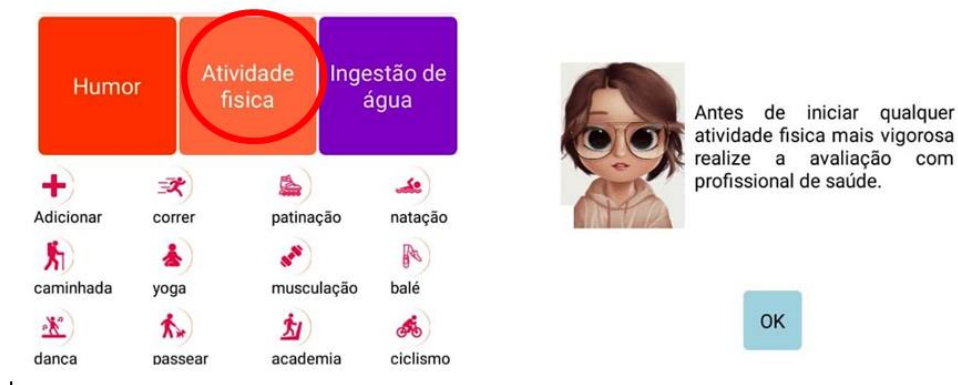 Humor
Atividade
fisica
Ingestão de
água
Adicionar
correr
patinação
natação
caminhada
yoga
musculação
balé
danca
passear
academia
ciclismo
Antes de iniciar qualquer
atividade fisica mais vigorosa
realize a avaliação com
profissional de saúde.
OK